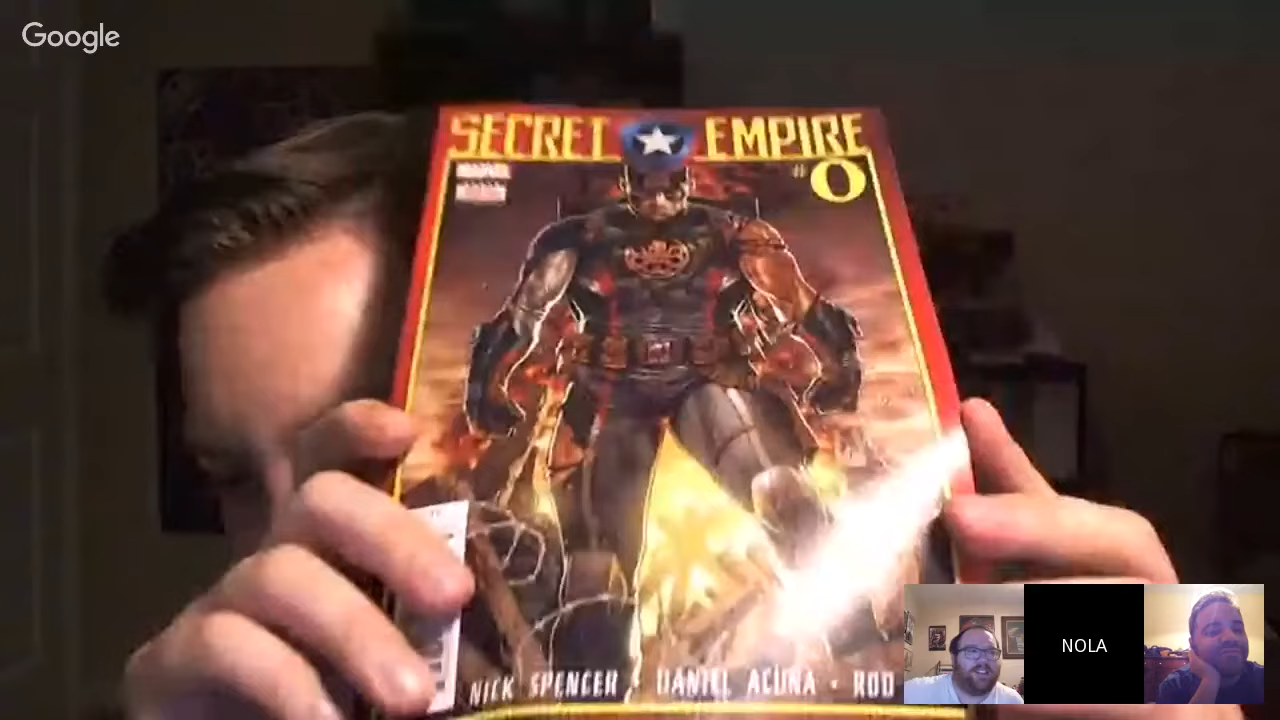 Google
SECRET EMPIRE
MARVEL
#0
NICK SPENCER • DANIEL ACUÑA • ROD
NOLA